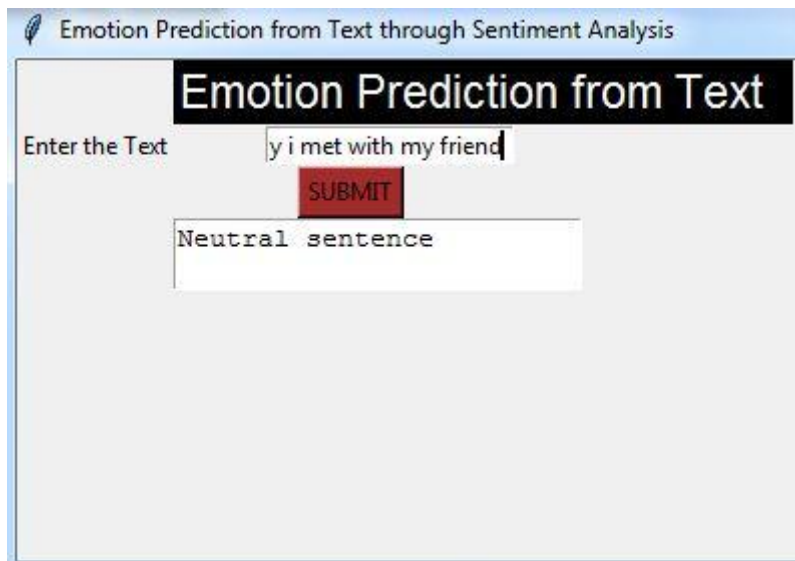 Emotion Prediction from Text through Sentiment Analysis
Emotion Prediction from Text
Enter the Text y i met with my friend
SUBMIT
Neutral sentence